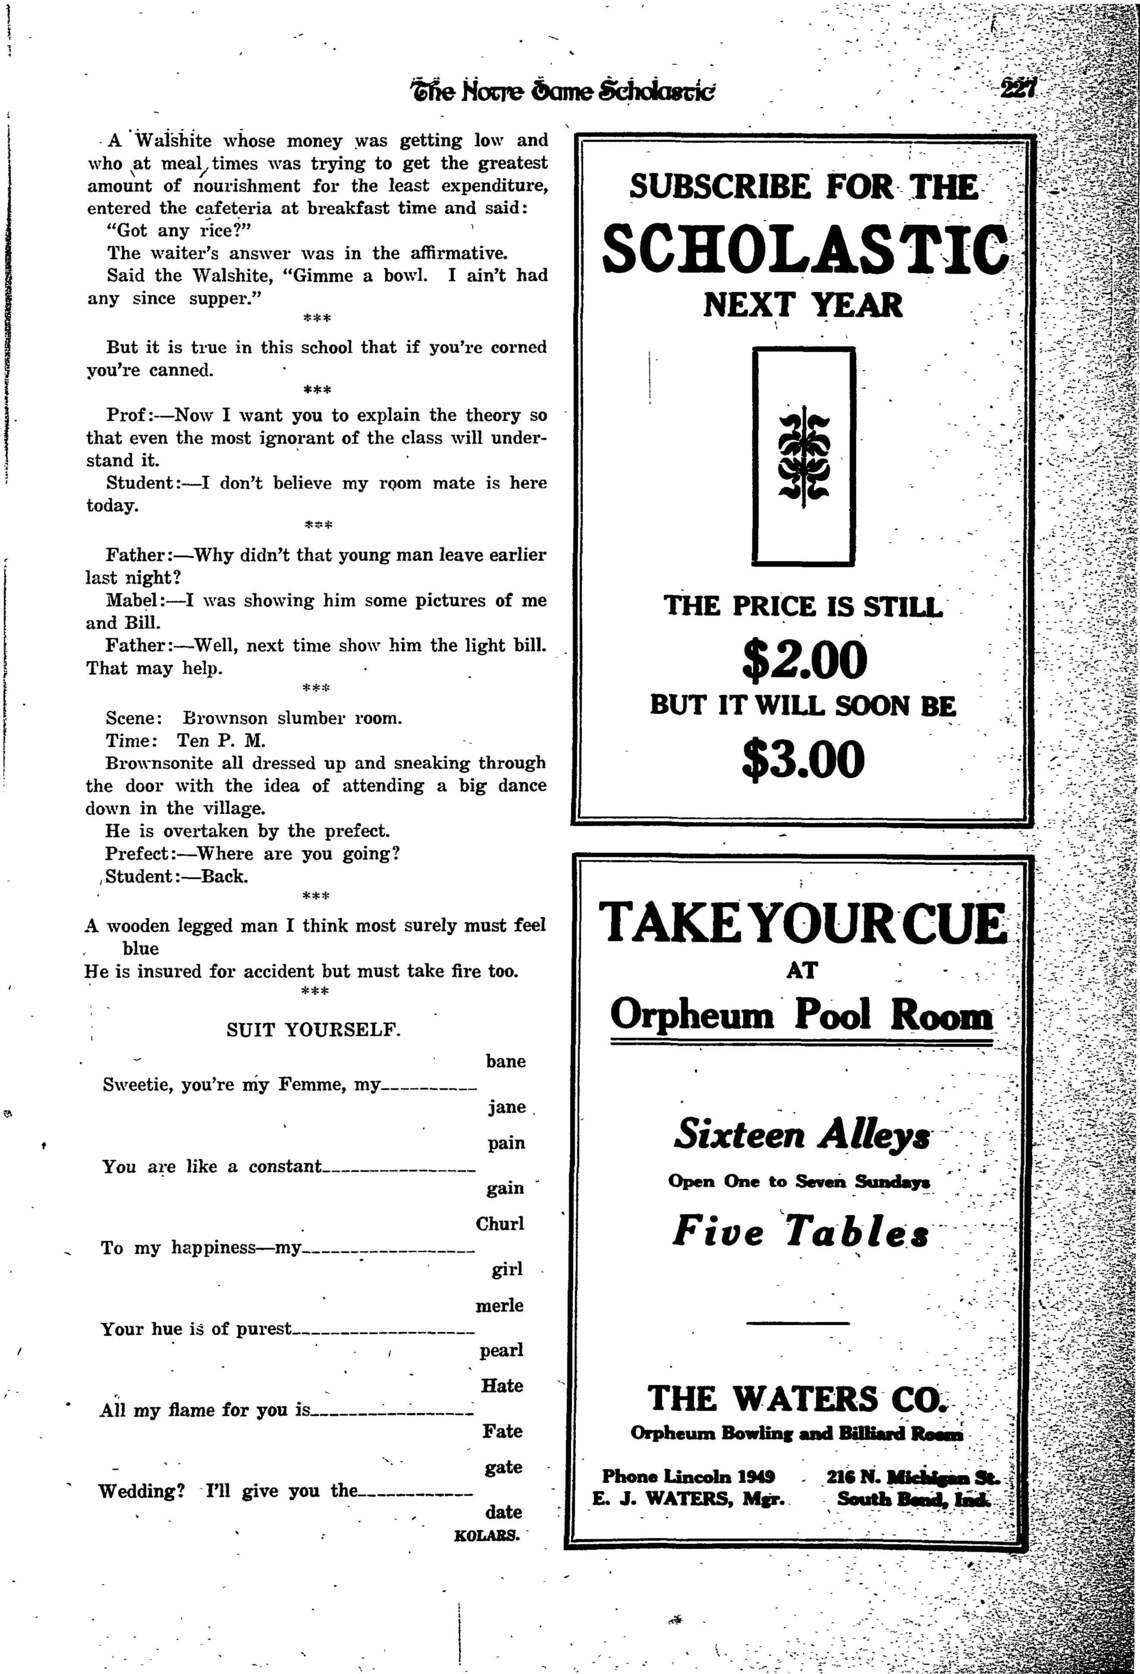 The Notre Dame Scholastic
227
A Walshite whose money was getting low and
who at meal times was trying to get the greatest
amount of nourishment for the least expenditure,
entered the cafeteria at breakfast time and said:
"Got any rice?"
The waiter's answer was in the affirmative.
Said the Walshite, "Gimme a bowl. I ain't had
any since supper."
***
But it is true in this school that if you're corned
you're canned.
***
Prof:—Now I want you to explain the theory so
that even the most ignorant of the class will under-
stand it.
Student:—I don't believe my room mate is here
today.
***
Father:—Why didn't that young man leave earlier
last night?
Mabel:—I was showing him some pictures of me
and Bill.
Father:—Well, next time show him the light bill.
That may help.
***
Scene: Brownson slumber room.
Time: Ten P. M.
Brownsonite all dressed up and sneaking through
the door with the idea of attending a big dance
down in the village.
He is overtaken by the prefect.
Prefect:—Where are you going?
Student:—Back.
***
A wooden legged man I think most surely must feel
blue
He is insured for accident but must take fire too.
***
SUIT YOURSELF.
bane
Sweetie, you're my Femme, my__________
jane
pain
You are like a constant________________
gain
Churl
To my happiness—my__________________
girl
merle
Your hue is of purest___________________
pearl
Hate
All my flame for you is_________________
Fate
gate
Wedding? I'll give you the____________
date
KOLARS.
SUBSCRIBE FOR THE
SCHOLASTIC
NEXT YEAR
THE PRICE IS STILL
$2.00
BUT IT WILL SOON BE
$3.00
TAKE YOUR CUE
AT
Orpheum Pool Room
Sixteen Alleys
Open One to Seven Sundays
Five Tables
THE WATERS CO.
Orpheum Bowling and Billiard Room
Phone Lincoln 1949 216 N. Michigan St.
E. J. WATERS, Mgr. South Bend, Ind.